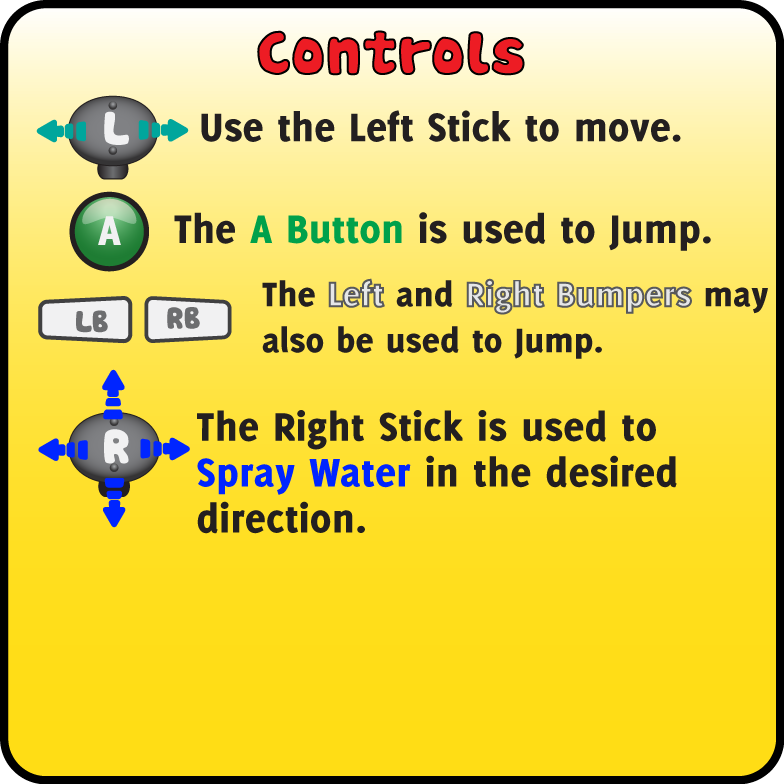 Controls
L Use the Left Stick to move.
A The A Button is used to Jump.
LB RB The Left and Right Bumpers may
also be used to Jump.
The Right Stick is used to
R Spray Water in the desired
direction.